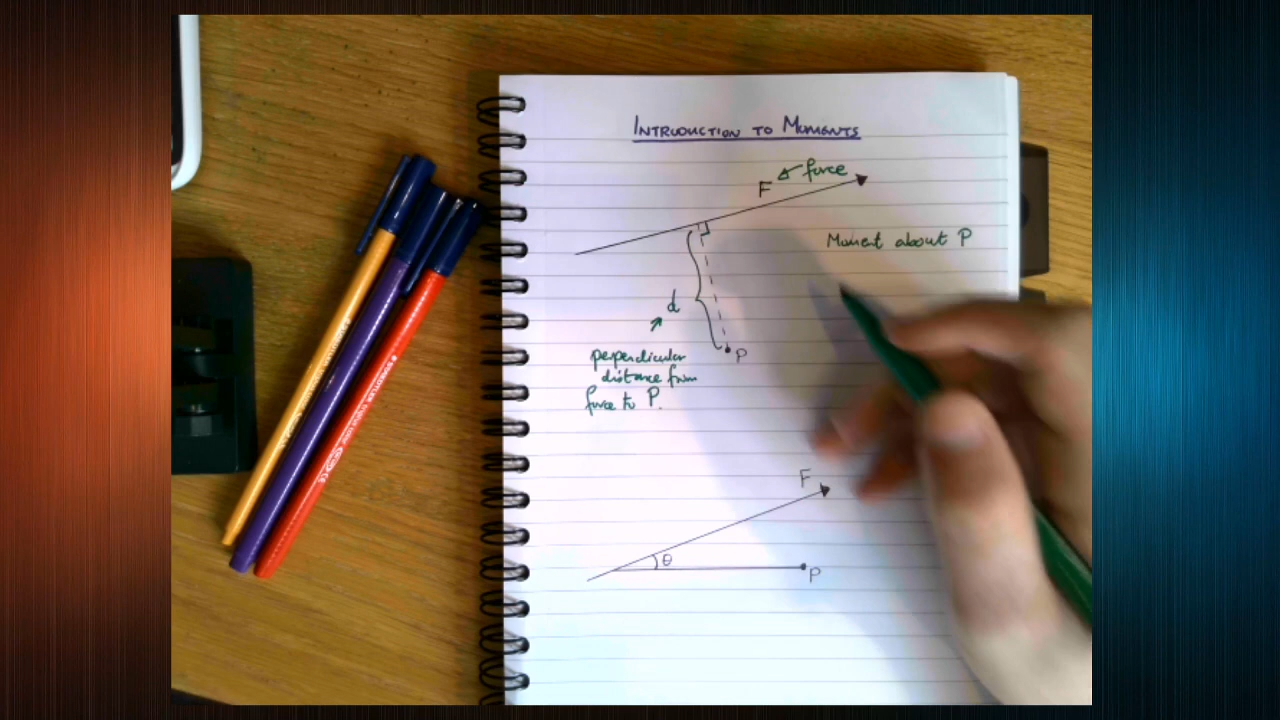 INTRODUCTION TO MOMENTS
F force
Moment about P
d
P
perpendicular
distance from
force to P.
F
θ
P